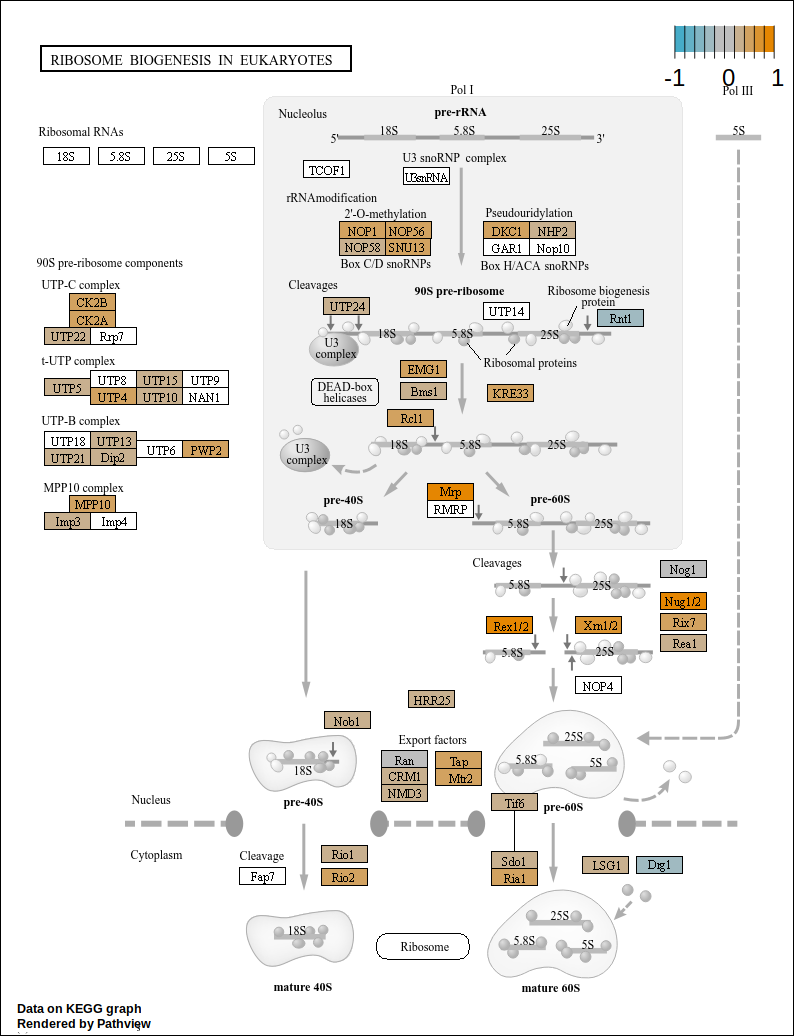 RIBOSOME BIOGENESIS IN EUKARYOTES
-1 0 1
Pol I
Pol III
Nucleolus
pre-rRNA
Ribosomal RNAs
18S 5.8S 25S 5S
5' 18S 5.8S 25S 3'
5S
TCOF1
U3 snoRNP complex
U3snRNA
rRNAmodification
2'-O-methylation
NOP1 NOP56
NOP58 SNU13
Box C/D snoRNPs
Pseudouridylation
DKC1 NHP2
GAR1 Nop10
Box H/ACA snoRNPs
90S pre-ribosome components
UTP-C complex
CK2B
CK2A
UTP22 Rrp7
t-UTP complex
UTP5
UTP8 UTP15 UTP9
UTP4 UTP10 NAN1
UTP-B complex
UTP18 UTP13
UTP21 Dip2
UTP6 PWP2
MPP10 complex
MPP10
Imp3 Imp4
Cleavages
UTP24
90S pre-ribosome
UTP14
Ribosome biogenesis
protein
Rnt1
18S 5.8S 25S
U3
complex
Ribosomal proteins
DEAD-box
helicases
EMG1
Bms1
KRE33
Rcl1
18S 5.8S 25S
U3
complex
pre-40S
Mrp
RMRP
pre-60S
18S
5.8S 25S
Cleavages
5.8S 25S
Nog1
Nug1/2
Rix7
Rea1
Rex1/2
Xrn1/2
5.8S
25S
NOP4
HRR25
Nob1
18S
pre-40S
Export factors
Ran
CRM1
NMD3
Tap
Mtr2
25S
5.8S
5S
Tif6
pre-60S
Nucleus
Cytoplasm
Cleavage
Fap7
Rio1
Rio2
Sdo1
Ria1
LSG1 Drg1
18S
mature 40S
Ribosome
25S
5.8S
5S
mature 60S
Data on KEGG graph
Rendered by Pathview